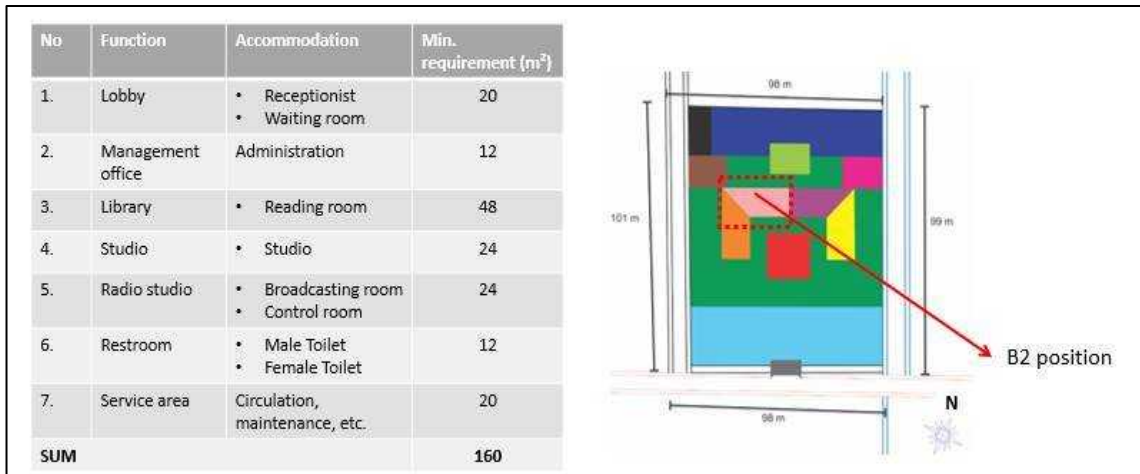 No Function Accommodation Min. requirement (m²)
1. Lobby • Receptionist 20
• Waiting room
2. Management office Administration 12
3. Library • Reading room 48
4. Studio • Studio 24
5. Radio studio • Broadcasting room 24
• Control room
6. Restroom • Male Toilet 12
• Female Toilet
7. Service area Circulation, maintenance, etc. 20
SUM 160
98 m
101 m
99 m
B2 position
98 m
N